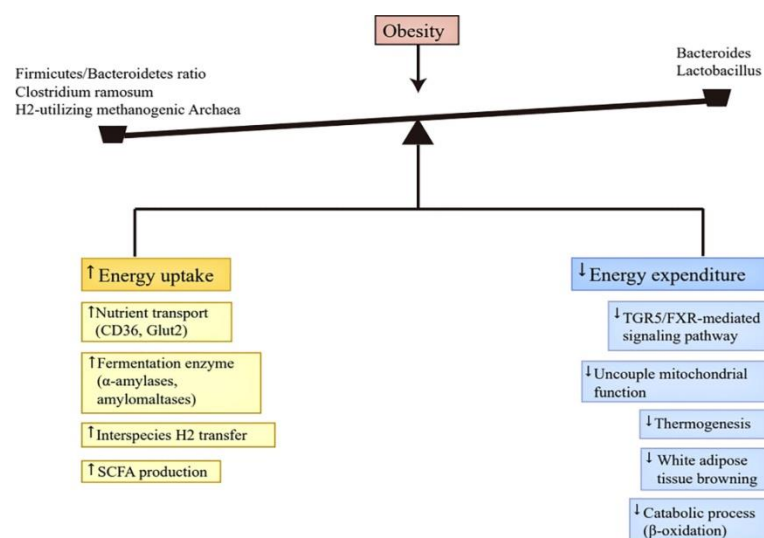 Obesity
Firmicutes/Bacteroidetes ratio
Clostridium ramosum
H2-utilizing methanogenic Archaea
Bacteroides
Lactobacillus
↑Energy uptake
↑Nutrient transport
(CD36, Glut2)
↑Fermentation enzyme
(α-amylases,
amylomaltases)
↑Interspecies H2 transfer
↑SCFA production
↓Energy expenditure
↓TGR5/FXR-mediated
signaling pathway
↓Uncouple mitochondrial
function
↓Thermogenesis
↓White adipose
tissue browning
↓Catabolic process
(β-oxidation)